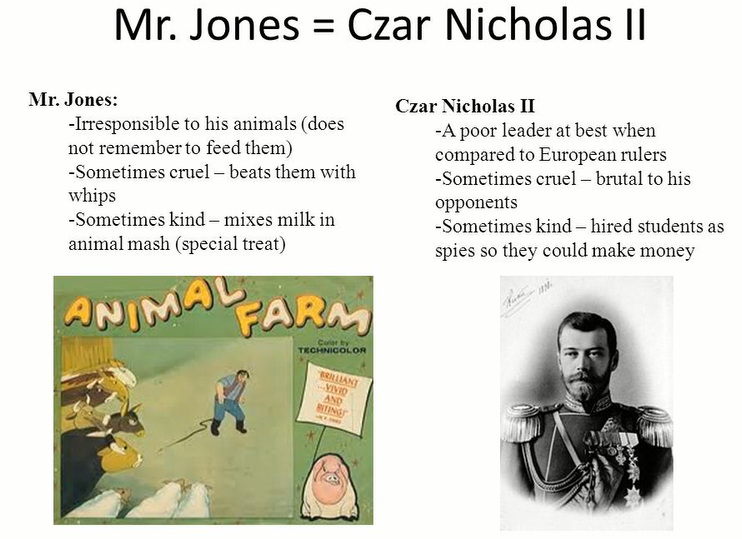 Mr. Jones = Czar Nicholas II
Mr. Jones:
-Irresponsible to his animals (does
not remember to feed them)
-Sometimes cruel – beats them with
whips
-Sometimes kind – mixes milk in
animal mash (special treat)
Czar Nicholas II
-A poor leader at best when
compared to European rulers
-Sometimes cruel – brutal to his
opponents
-Sometimes kind – hired students as
spies so they could make money
ANIMAL
FARM
Color by
TECHNICOLOR
"BRILLIANT
VIVID
AND
BITING!"